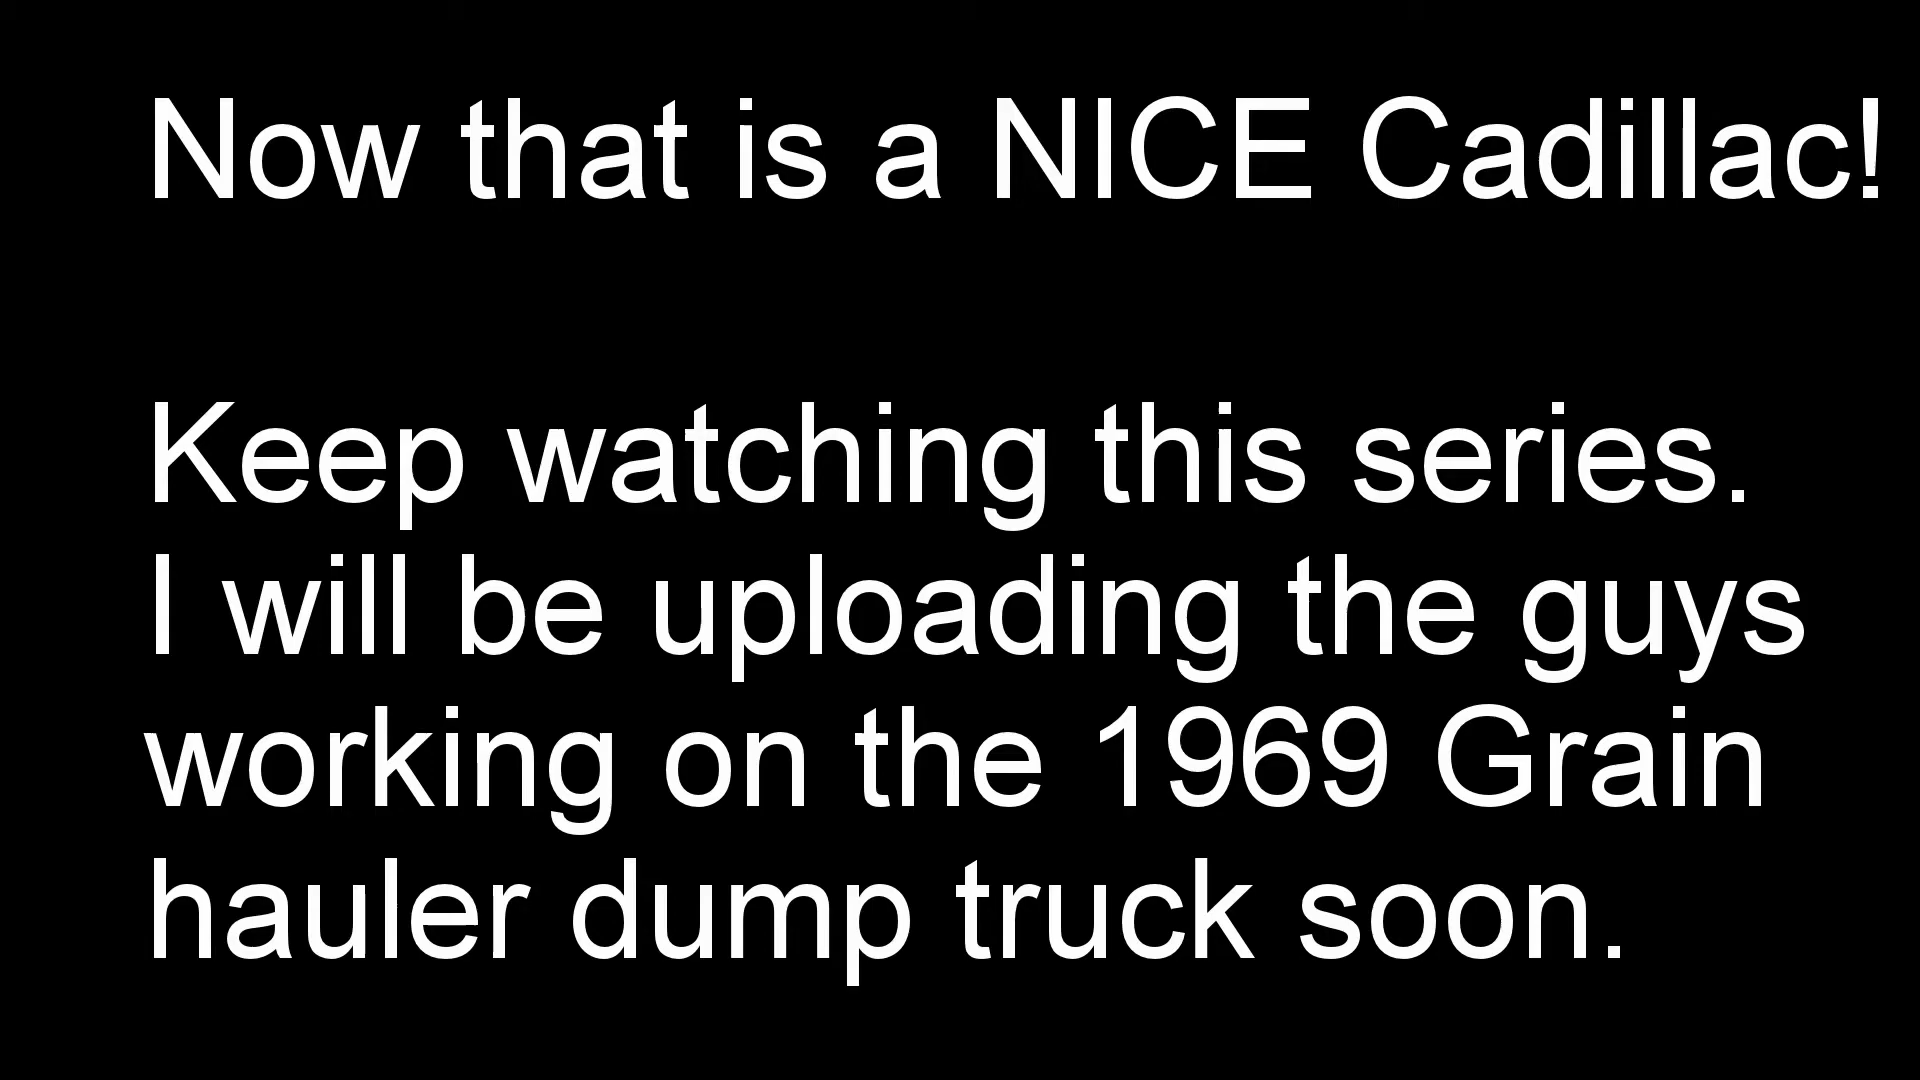 Now that is a NICE Cadillac!
Keep watching this series.
I will be uploading the guys
working on the 1969 Grain
hauler dump truck soon.